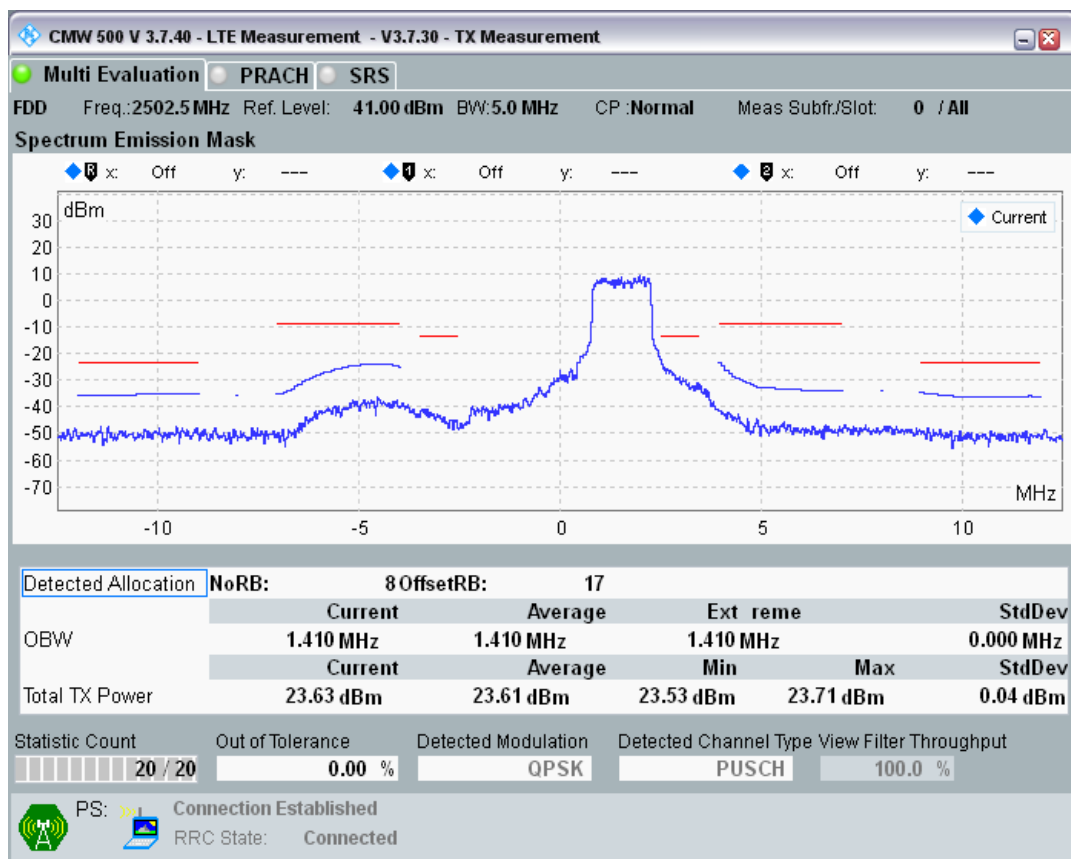 CMW 500 V 3.7.40 - LTE Measurement - V3.7.30 - TX Measurement
Multi Evaluation PRACH SRS
FDD Freq.:2502.5 MHz Ref. Level: 41.00 dBm BW:5.0 MHz CP :Normal Meas Subfr./Slot: 0 / All
Spectrum Emission Mask
R x: Off y: --- 1 x: Off y: --- 2 x: Off y: ---
dBm
Current
30
20
10
0
-10
-20
-30
-40
-50
-60
-70
MHz
-10 -5 0 5 10
Detected Allocation NoRB: 8 OffsetRB: 17
Current Average Ext reme StdDev
OBW 1.410 MHz 1.410 MHz 1.410 MHz 0.000 MHz
Current Average Min Max StdDev
Total TX Power 23.63 dBm 23.61 dBm 23.53 dBm 23.71 dBm 0.04 dBm
Statistic Count Out of Tolerance Detected Modulation Detected Channel Type View Filter Throughput
20 / 20 0.00 % QPSK PUSCH 100.0 %
PS: Connection Established
RRC State: Connected